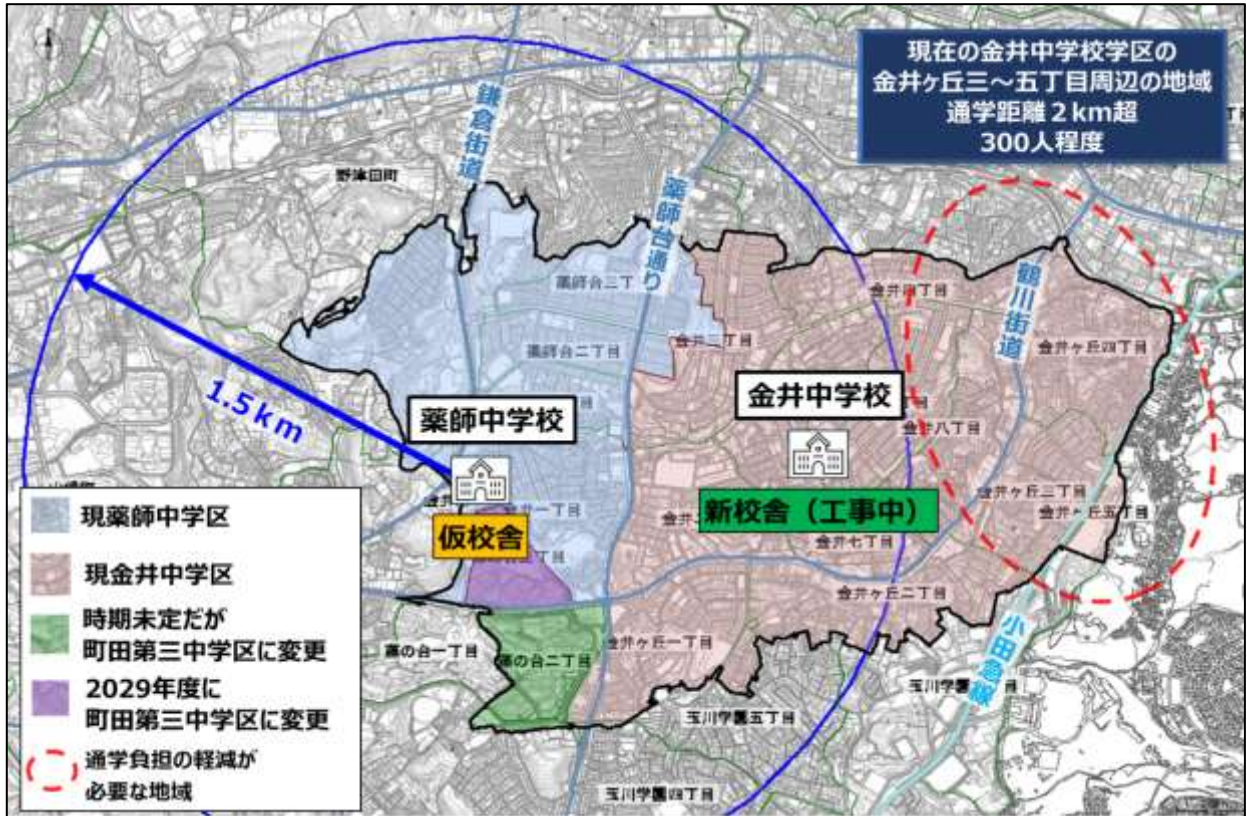 現在の金井中学校学区の
金井ヶ丘三～五丁目周辺の地域
通学距離２km超
300人程度
鎌倉街道
野津田町
薬師台通り
薬師台三丁
金井四丁目
鶴川街道
薬師台二丁目
金井三丁目
金井ヶ丘四丁目
1.5km
薬師中学校
金井中学校
金井八丁目
金井一丁目
金井ヶ丘三丁目
金井ヶ丘五丁目
仮校舎
新校舎（工事中）
金井七丁目
金井ヶ丘二丁目
金井ヶ丘一丁目
藤の台一丁目
藤の台二丁目
小田急線
玉川学園五丁目
玉川学園四丁目
現薬師中学区
現金井中学区
時期未定だが
町田第三中学区に変更
2029年度に
町田第三中学区に変更
通学負担の軽減が
必要な地域